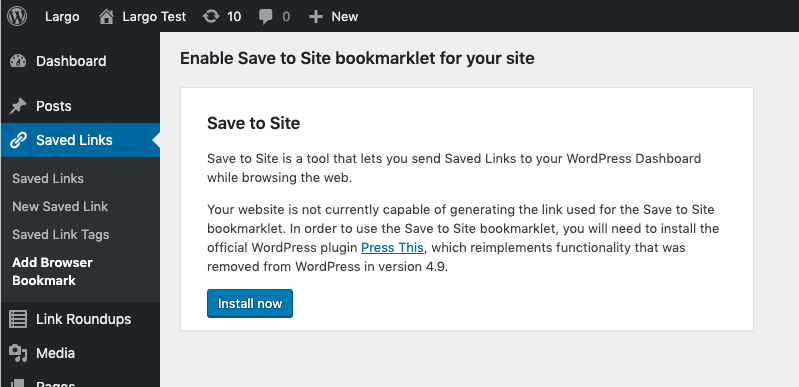 Largo Largo Test 10 0 + New
Dashboard
Posts
Saved Links
Saved Links
New Saved Link
Saved Link Tags
Add Browser
Bookmark
Link Roundups
Media
Pages
Enable Save to Site bookmarklet for your site
Save to Site
Save to Site is a tool that lets you send Saved Links to your WordPress Dashboard
while browsing the web.
Your website is not currently capable of generating the link used for the Save to Site
bookmarklet. In order to use the Save to Site bookmarklet, you will need to install the
official WordPress plugin Press This, which reimplements functionality that was
removed from WordPress in version 4.9.
Install now